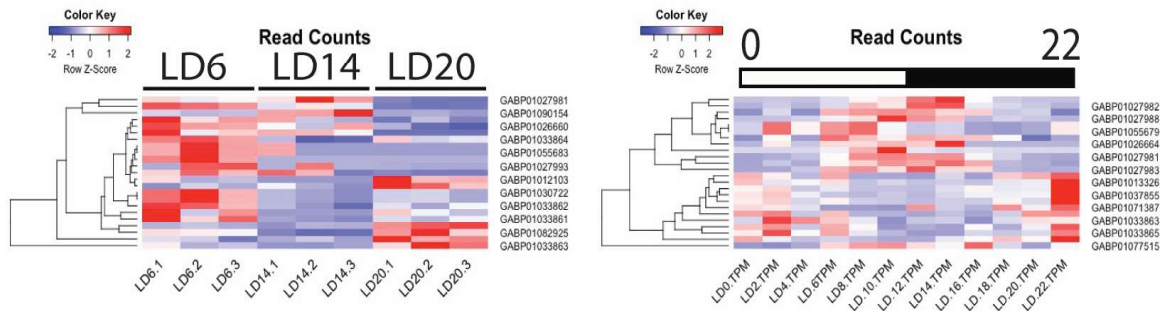 Color Key
-2 -1 0 1 2
Row Z-Score
Read Counts
LD6 LD14 LD20
GABP01027981
GABP01090154
GABP01026660
GABP01033864
GABP01055683
GABP01027993
GABP01012103
GABP01030722
GABP01033862
GABP01033861
GABP01082925
GABP01033863
LD6.1 LD6.2 LD6.3 LD14.1 LD14.2 LD14.3 LD20.1 LD20.2 LD20.3
Color Key
-2 -1 0 1 2
Row Z-Score
0 Read Counts 22
GABP01027982
GABP01027988
GABP01055679
GABP01026664
GABP01027981
GABP01027983
GABP01013326
GABP01037855
GABP01071387
GABP01033863
GABP01033865
GABP01077515
LD0.TPM LD2.TPM LD4.TPM LD.6TPM LD8.TPM LD.10.TPM LD.12.TPM LD14,TPM LD.16.TPM LD.18,TPM LD.20,TPM LD.22.TPM